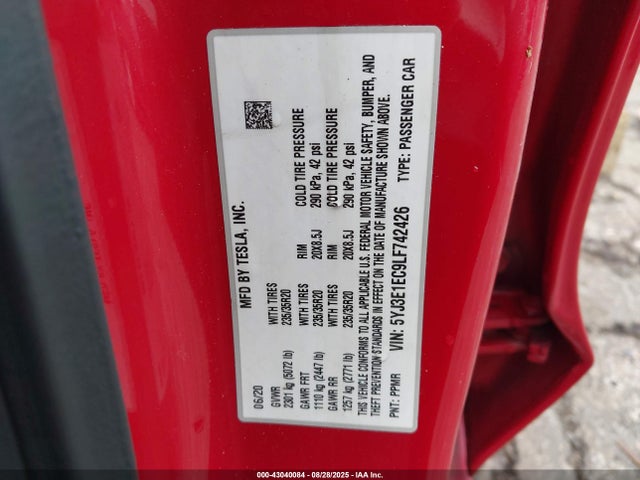 MFD BY TESLA, INC.
06/20
GVWR WITH TIRES RIM COLD TIRE PRESSURE
2301 kg (5072 lb) 235/35R20 20X8.5J 290 kPa, 42 psi
GAWR FRT WITH TIRES RIM COLD TIRE PRESSURE
1110 kg (2447 lb) 235/35R20 20X8.5J 290 kPa, 42 psi
GAWR RR WITH TIRES RIM COLD TIRE PRESSURE
1257 kg (2771 lb) 235/35R20 20X8.5J 290 kPa, 42 psi
THIS VEHICLE CONFORMS TO ALL APPLICABLE U.S. FEDERAL MOTOR VEHICLE SAFETY, BUMPER, AND
THEFT PREVENTION STANDARDS IN EFFECT ON THE DATE OF MANUFACTURE SHOWN ABOVE.
PNT: PPMR VIN: 5YJ3E1EC9LF742426 TYPE: PASSENGER CAR
000-43040084 - 08/28/2025 - IAA Inc.